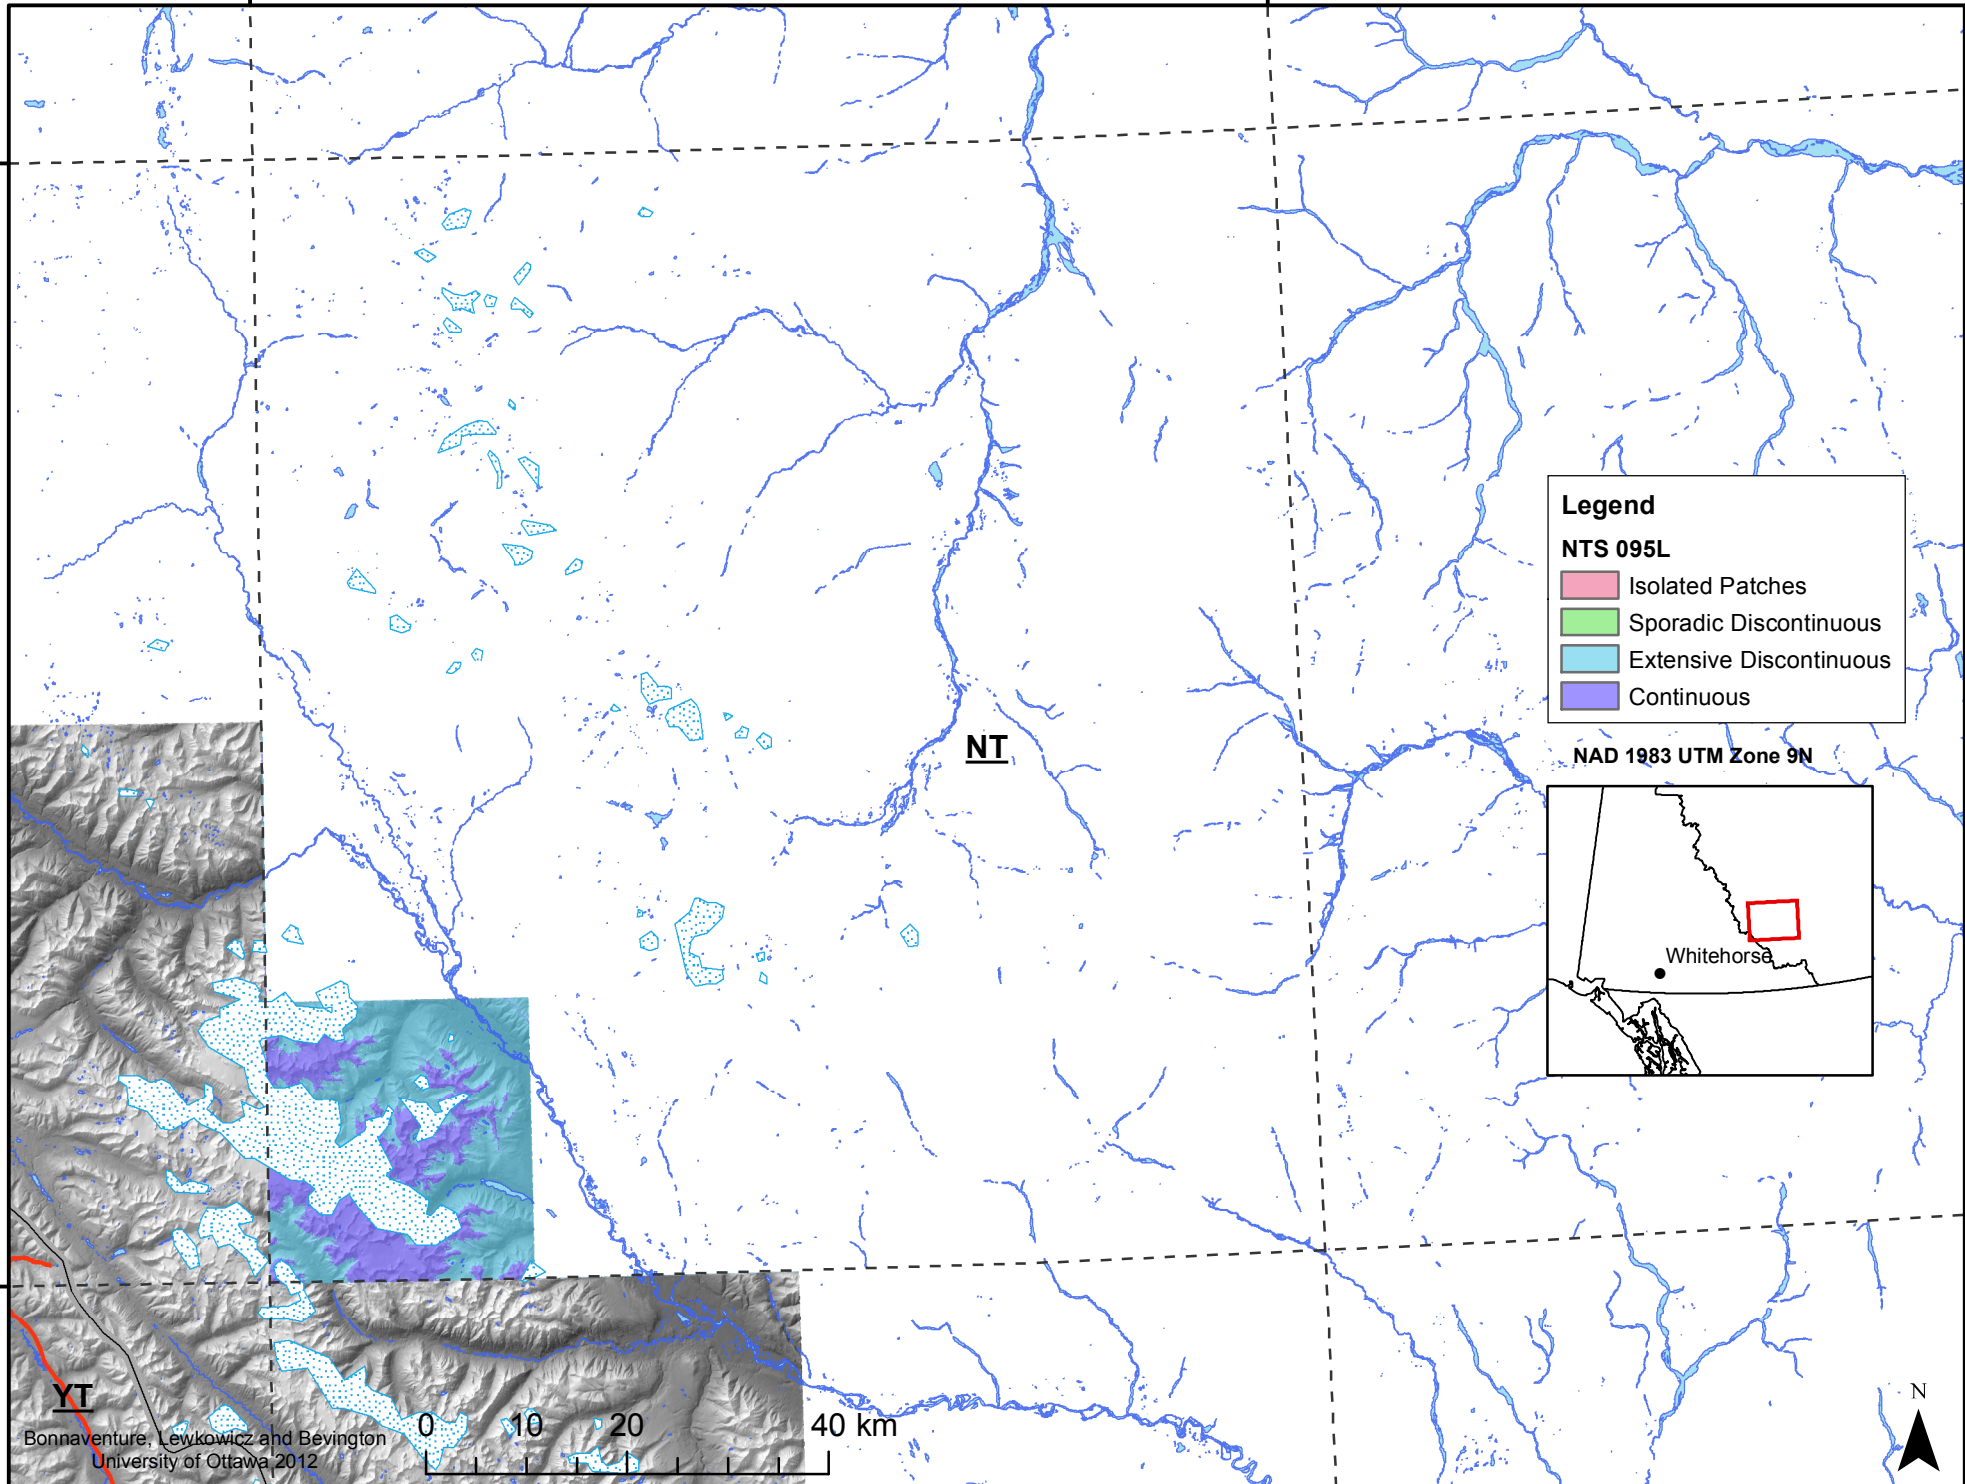 Legend
NTS 095L
Isolated Patches
Sporadic Discontinuous
Extensive Discontinuous
Continuous
NT
NAD 1983 UTM Zone 9N
Whitehorse
YT
0 10 20 40 km
N
Bonnaventure, Lewkowicz and Bevington
University of Ottawa 2012